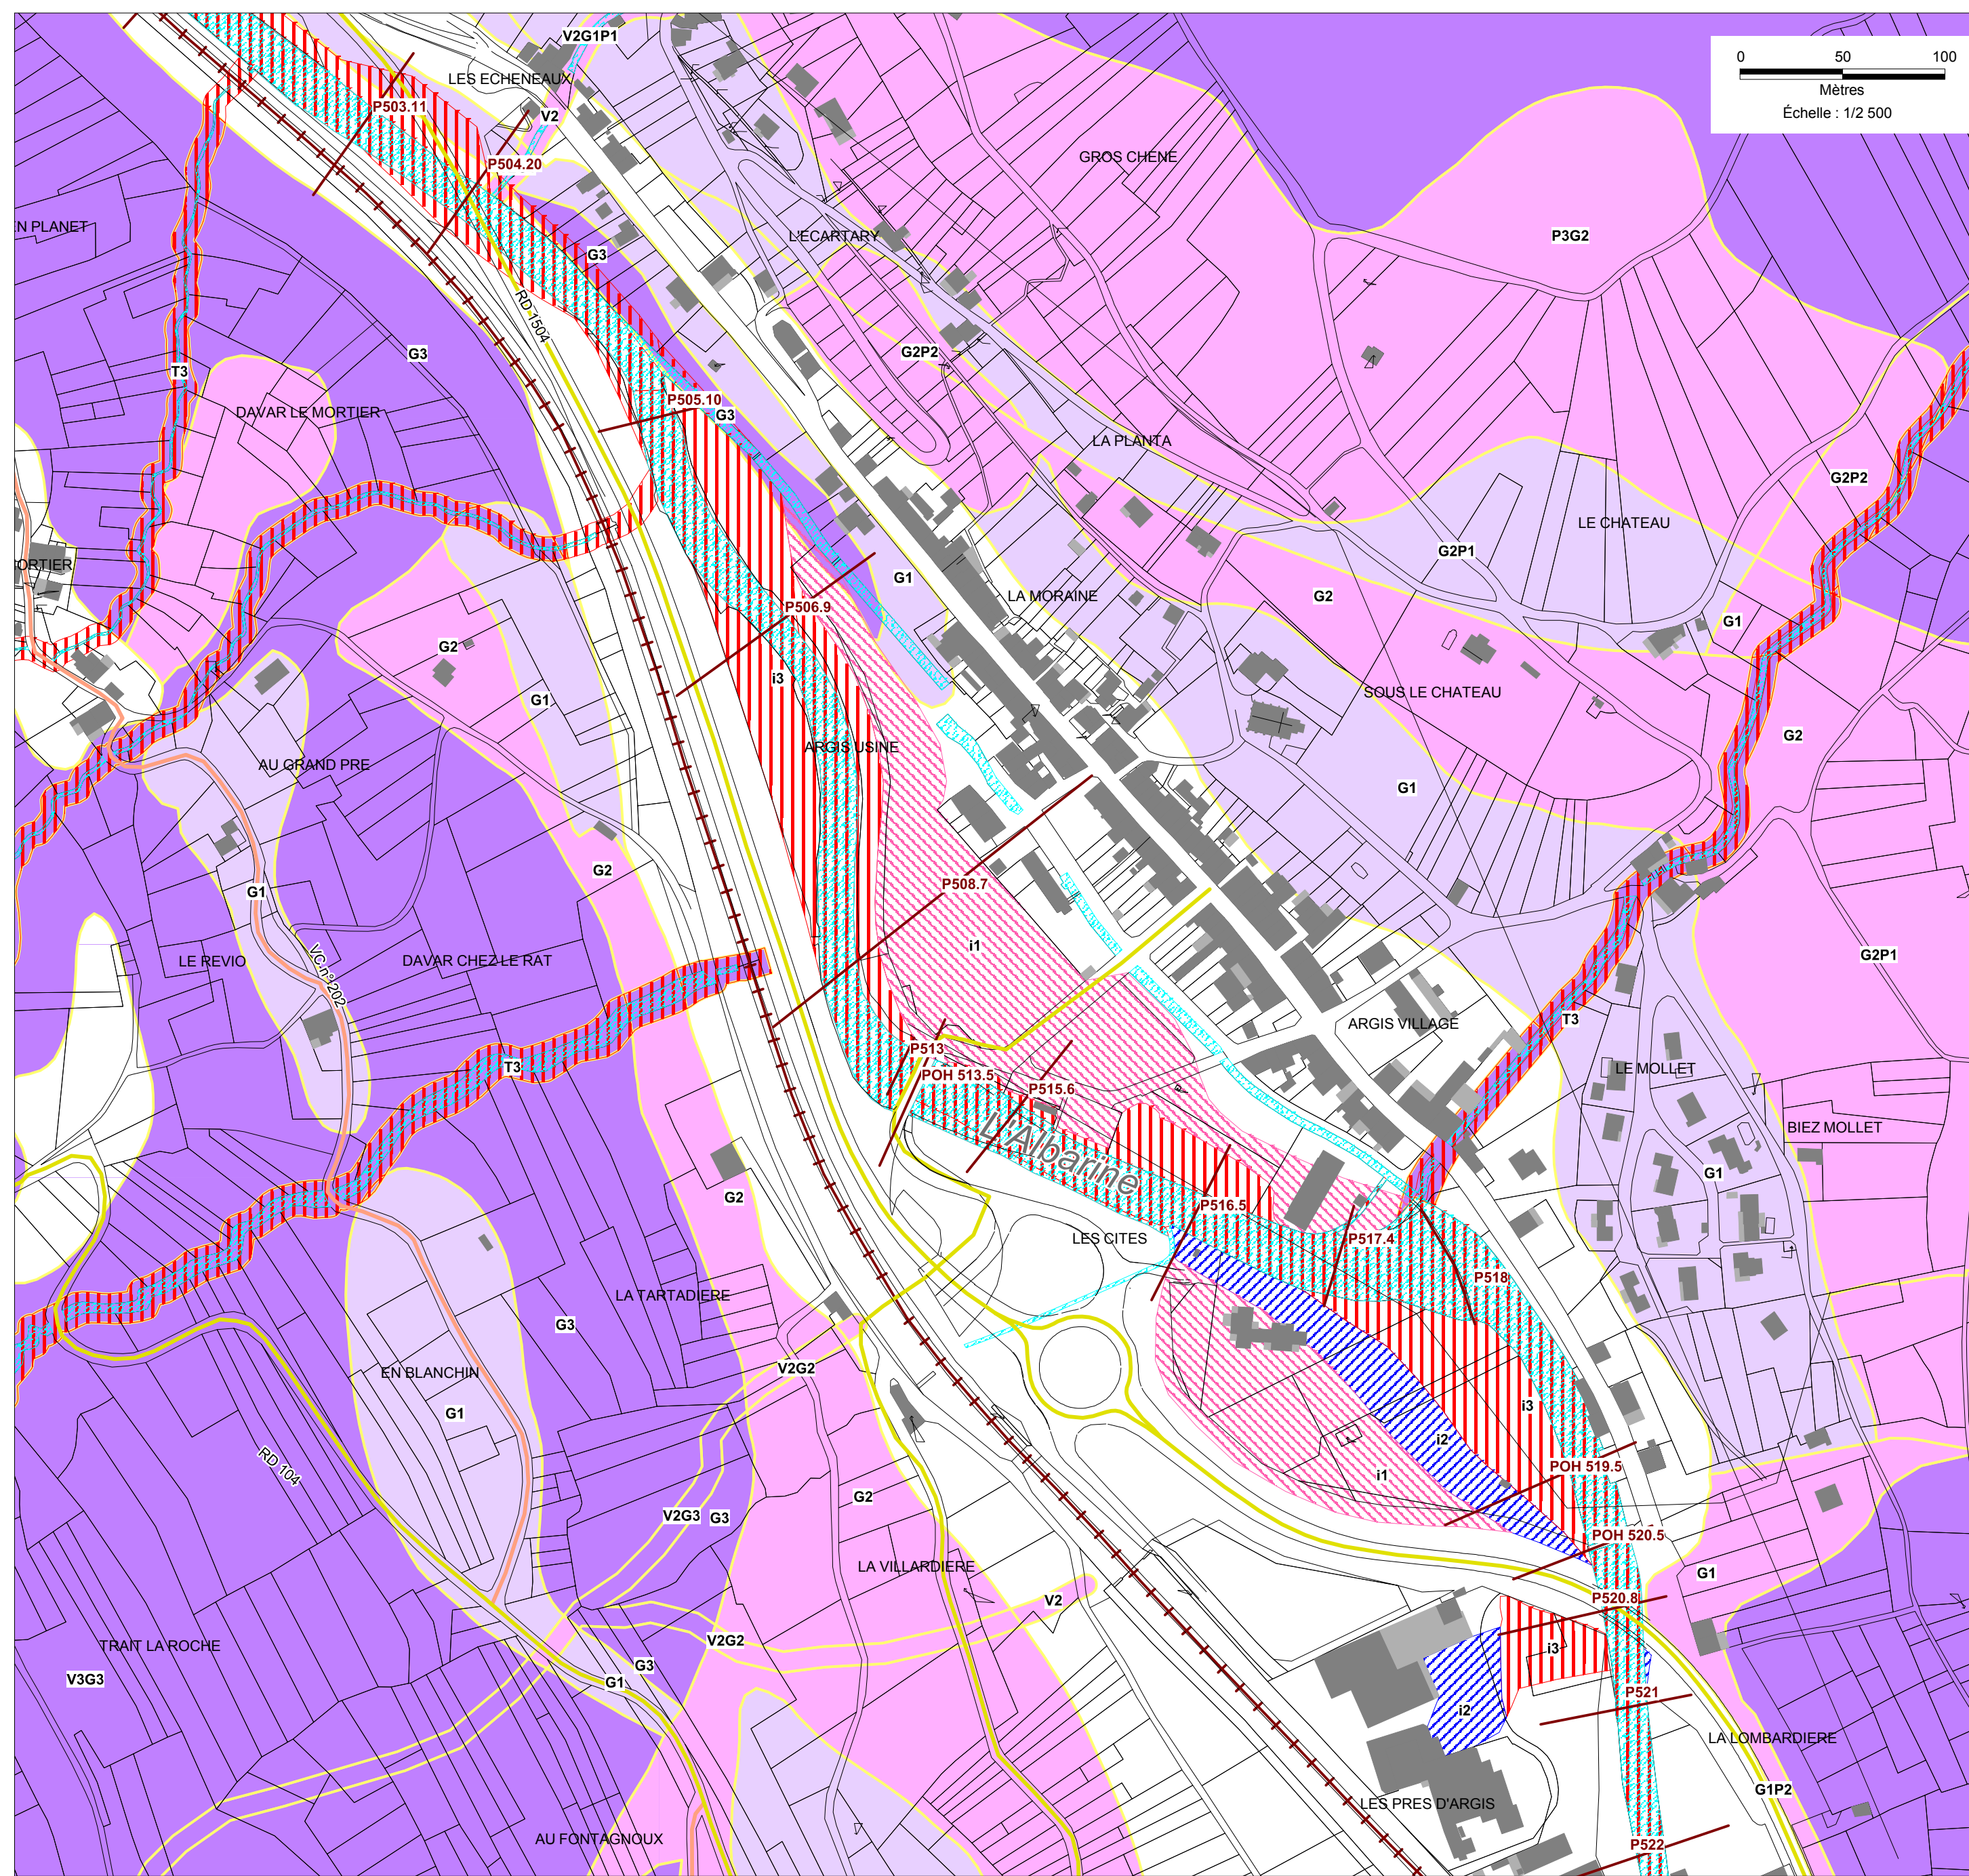 V2G1P1
0 50 100
Mètres
Échelle : 1/2 500
LES ECHENEAUX
P503.11
V2
P504.20
GROS CHENE
EN PLANET
L'ECARTARY
P3G2
G3
RD 1504
G3
G2P2
T3
P505.10
DAVAR LE MORTIER
G3
LA PLANTA
G2P2
LE CHATEAU
G2P1
ORTIER
G1
LA MORAINE
G2
P506.9
G1
G2
i3
SOUS LE CHATEAU
G1
G2
ARGIS USINE
AU GRAND PRE
G1
G2
P508.7
G1
i1
G2P1
LE REVIO
DAVAR CHEZ LE RAT
VC n°202
ARGIS VILLAGE
T3
P513
T3
LE MOLLET
POH 513.5
P515.6
BIEZ MOLLET
L'Albarine
G1
G2
P516.5
LES CITES
P517.4
P518
LA TARTADIERE
G3
V2G2
EN BLANCHIN
G1
i3
i2
RD 104
POH 519.5
i1
G2
V2G3
G3
POH 520.5
LA VILLARDIERE
G1
V2
P520.8
TRAIT LA ROCHE
V2G2
i3
G3
V3G3
G1
P521
i2
LA LOMBARDIERE
G1P2
LES PRES D'ARGIS
AU FONTAGNOUX
P522